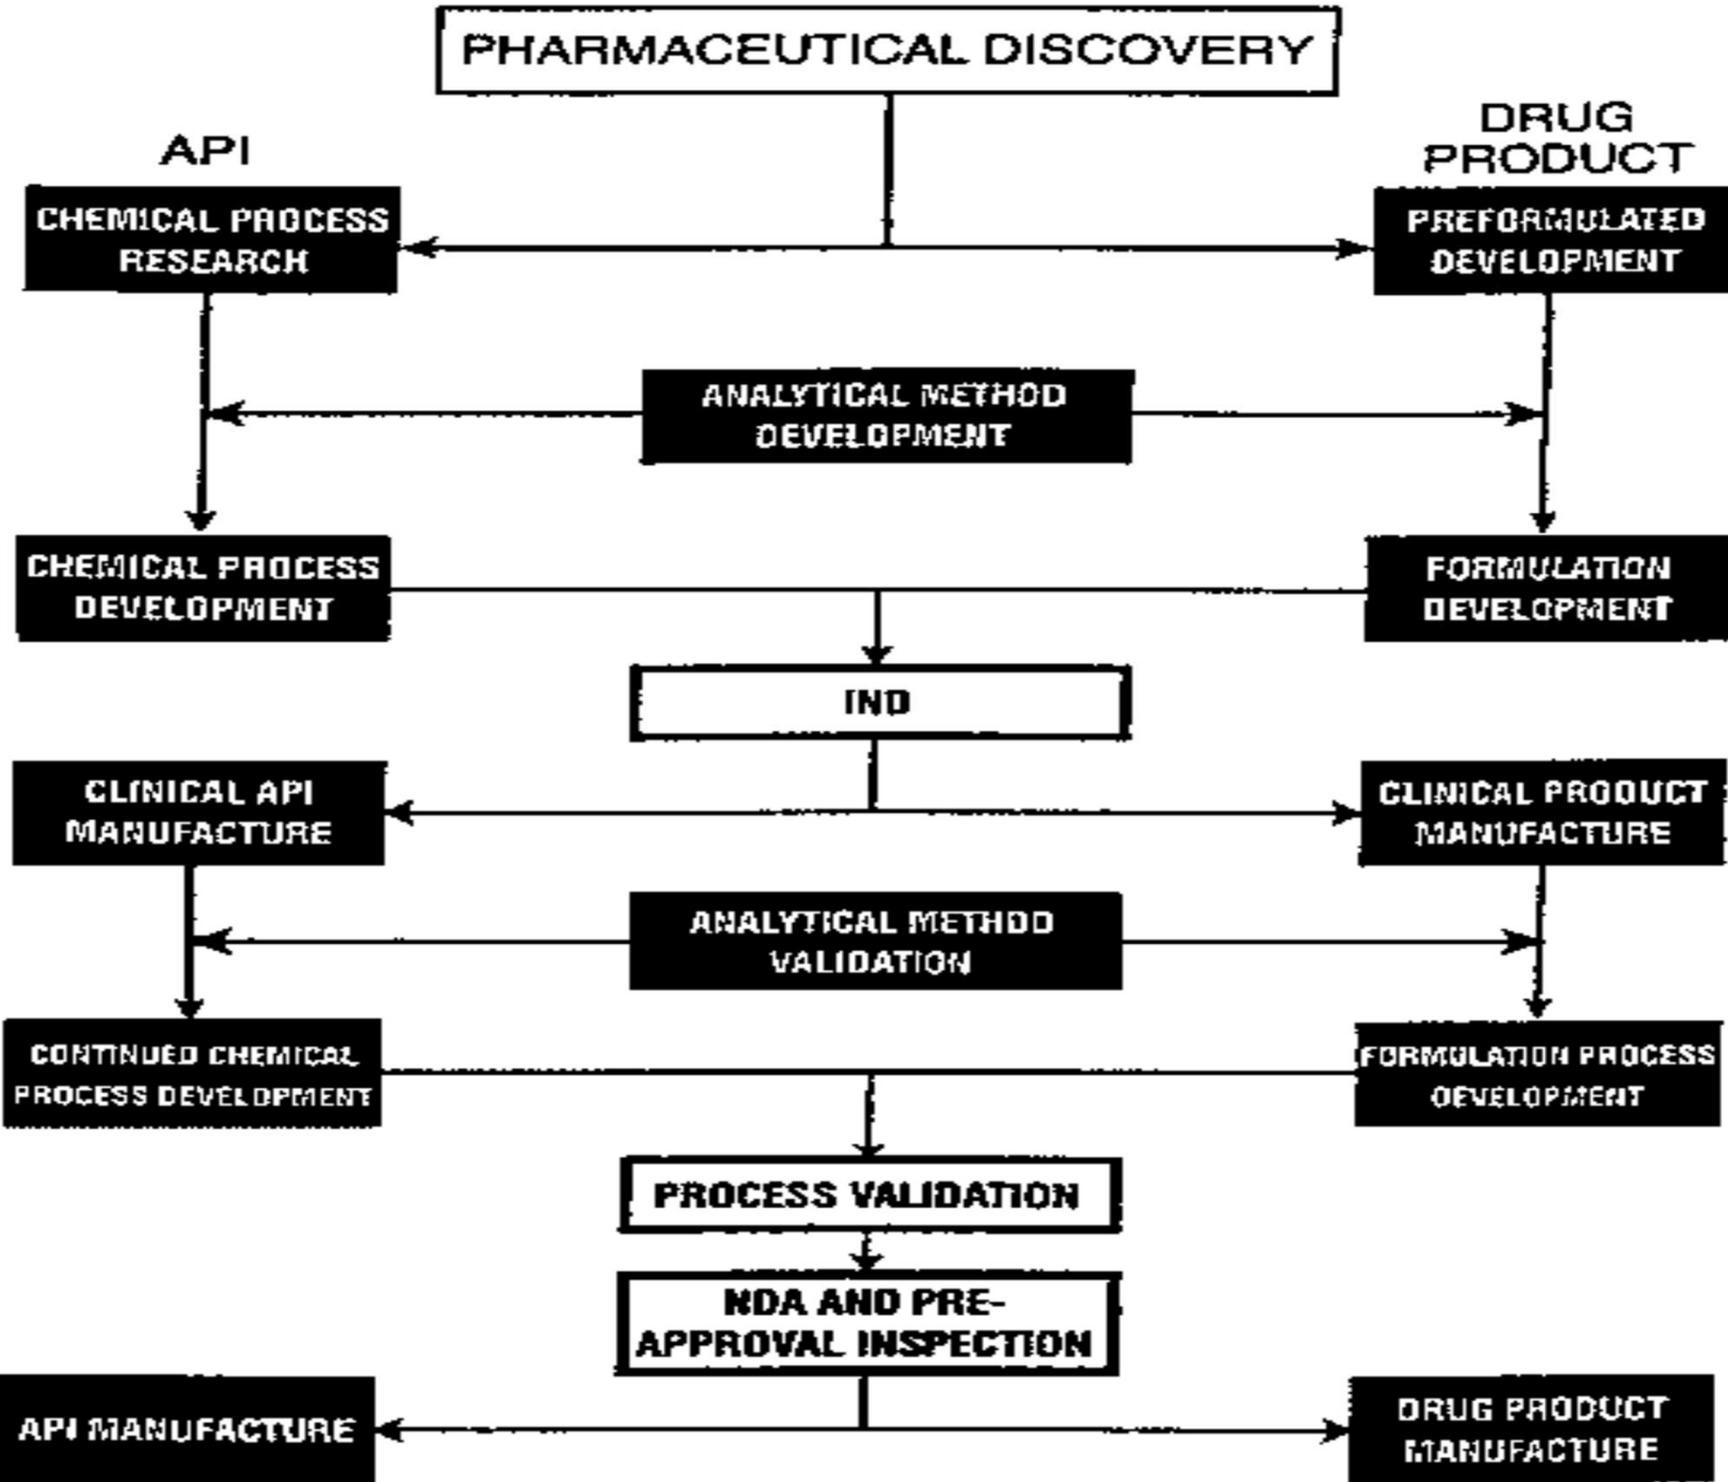 PHARMACEUTICAL DISCOVERY
API
DRUG
PRODUCT
CHEMICAL PROCESS
RESEARCH
PREFORMULATED
DEVELOPMENT
ANALYTICAL METHOD
DEVELOPMENT
CHEMICAL PROCESS
DEVELOPMENT
FORMULATION
DEVELOPMENT
IND
CLINICAL API
MANUFACTURE
CLINICAL PRODUCT
MANUFACTURE
ANALYTICAL METHOD
VALIDATION
CONTINUED CHEMICAL
PROCESS DEVELOPMENT
FORMULATION PROCESS
DEVELOPMENT
PROCESS VALIDATION
NDA AND PRE-
APPROVAL INSPECTION
API MANUFACTURE
DRUG PRODUCT
MANUFACTURE